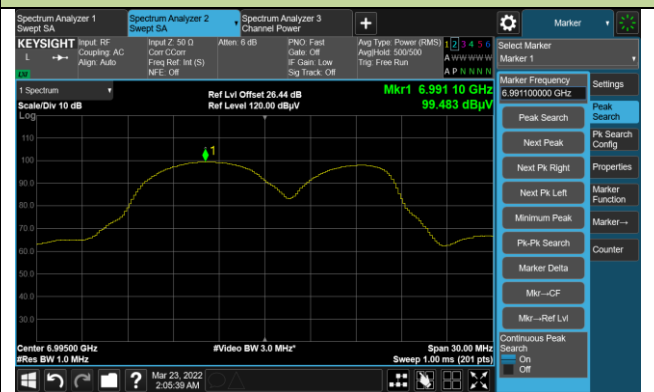 Spectrum Analyzer 1
Swept SA
Spectrum Analyzer 2
Swept SA
Spectrum Analyzer 3
Channel Power
Marker
KEYSIGHT
L
Input: RF
Coupling: AC
Align: Auto
Input Z: 50 Ω
Corr CCorr
Freq Ref: Int (S)
NFE: Off
Atten: 6 dB
PNO: Fast
Gate: Off
IF Gain: Low
Sig Track: Off
Avg Type: Power (RMS)
Avg|Hold: 500/500
Trig: Free Run
1 2 3 4 5 6
A W W W W W
A P N N N N
Select Marker
Marker 1
1 Spectrum
Scale/Div 10 dB
Log
Ref Lvl Offset 26.44 dB
Ref Level 120.00 dBµV
Mkr1 6.991 10 GHz
99.483 dBµV
1
110
100
90.0
80.0
70.0
60.0
50.0
40.0
30.0
Center 6.99500 GHz
#Res BW 1.0 MHz
#Video BW 3.0 MHz*
Span 30.00 MHz
Sweep 1.00 ms (201 pts)
Marker Frequency
6.991100000 GHz
Peak Search
Next Peak
Next Pk Right
Next Pk Left
Minimum Peak
Pk-Pk Search
Marker Delta
Mkr→CF
Mkr→Ref Lvl
Continuous Peak
Search
On
Off
Settings
Peak
Search
Pk Search
Config
Properties
Marker
Function
Marker→
Counter
?
Mar 23, 2022
2:05:39 AM